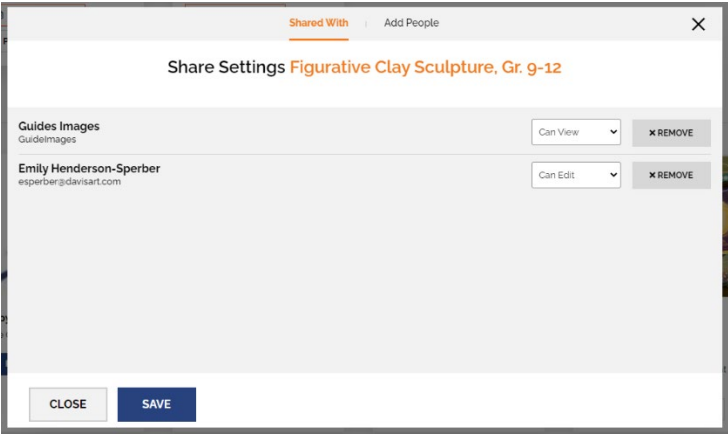 Shared With
Add People
Share Settings Figurative Clay Sculpture, Gr. 9-12
Guides Images
GuideImages
Can View
× REMOVE
Emily Henderson-Sperber
esperber@davisart.com
Can Edit
× REMOVE
CLOSE
SAVE